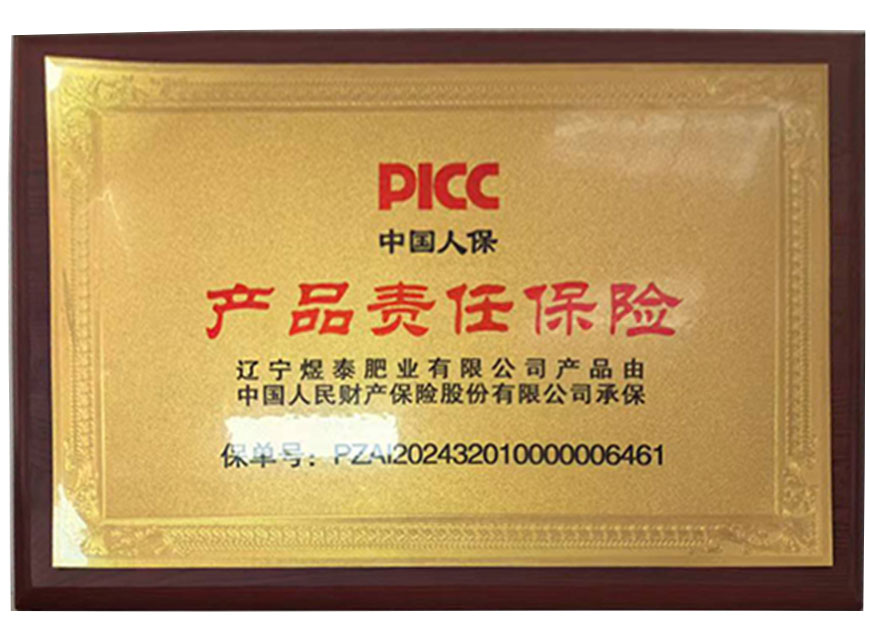 PICC
中国人保
产品责任保险
辽宁煜泰肥业有限公司产品由
中国人民财产保险股份有限公司承保
保单号：PZAI202432010000006461